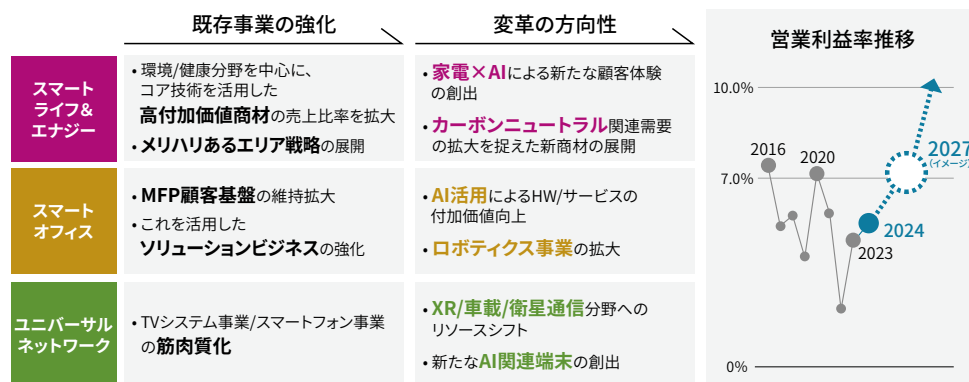 既存事業の強化
変革の方向性
スマート
ライフ&
エナジー
• 環境/健康分野を中心に、
コア技術を活用した
高付加価値商材の売上比率を拡大
• メリハリあるエリア戦略の展開
• 家電×AIによる新たな顧客体験
の創出
• カーボンニュートラル関連需要
の拡大を捉えた新商材の展開
スマート
オフィス
• MFP顧客基盤の維持拡大
• これを活用した
ソリューションビジネスの強化
• AI活用によるHW/サービスの
付加価値向上
• ロボティクス事業の拡大
ユニバーサル
ネットワーク
• TVシステム事業/スマートフォン事業
の筋肉質化
• XR/車載/衛星通信分野への
リソースシフト
• 新たなAI関連端末の創出
営業利益率推移
10.0%
2016
2020
2027
(イメージ)
7.0%
2024
2023
0%